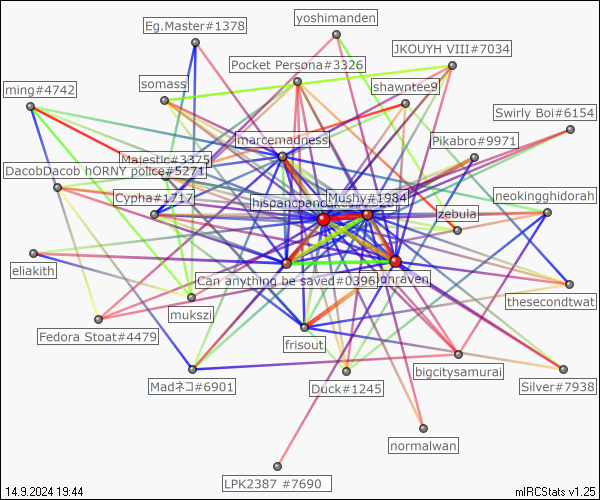 yoshimanden
Eg.Master#1378
JKOUYH VIII#7034
Pocket Persona#3326
ming#4742
somass
shawntee9
Swirly Boi#6154
marcemadness
Pikabro#9971
Majestic#3375
DacobDacob hORNY police#5271
Cypha#1717
Mushy#1984
neokingghidorah
zebula
eliakith
Can anything be saved#0396
thesecondtwat
mukszi
Fedora Stoat#4479
frisout
bigcitysamurai
Madネコ#6901
Duck#1245
Silver#7938
normalwan
LPK2387 #7690
14.9.2024 19:44
mIRCStats v1.25